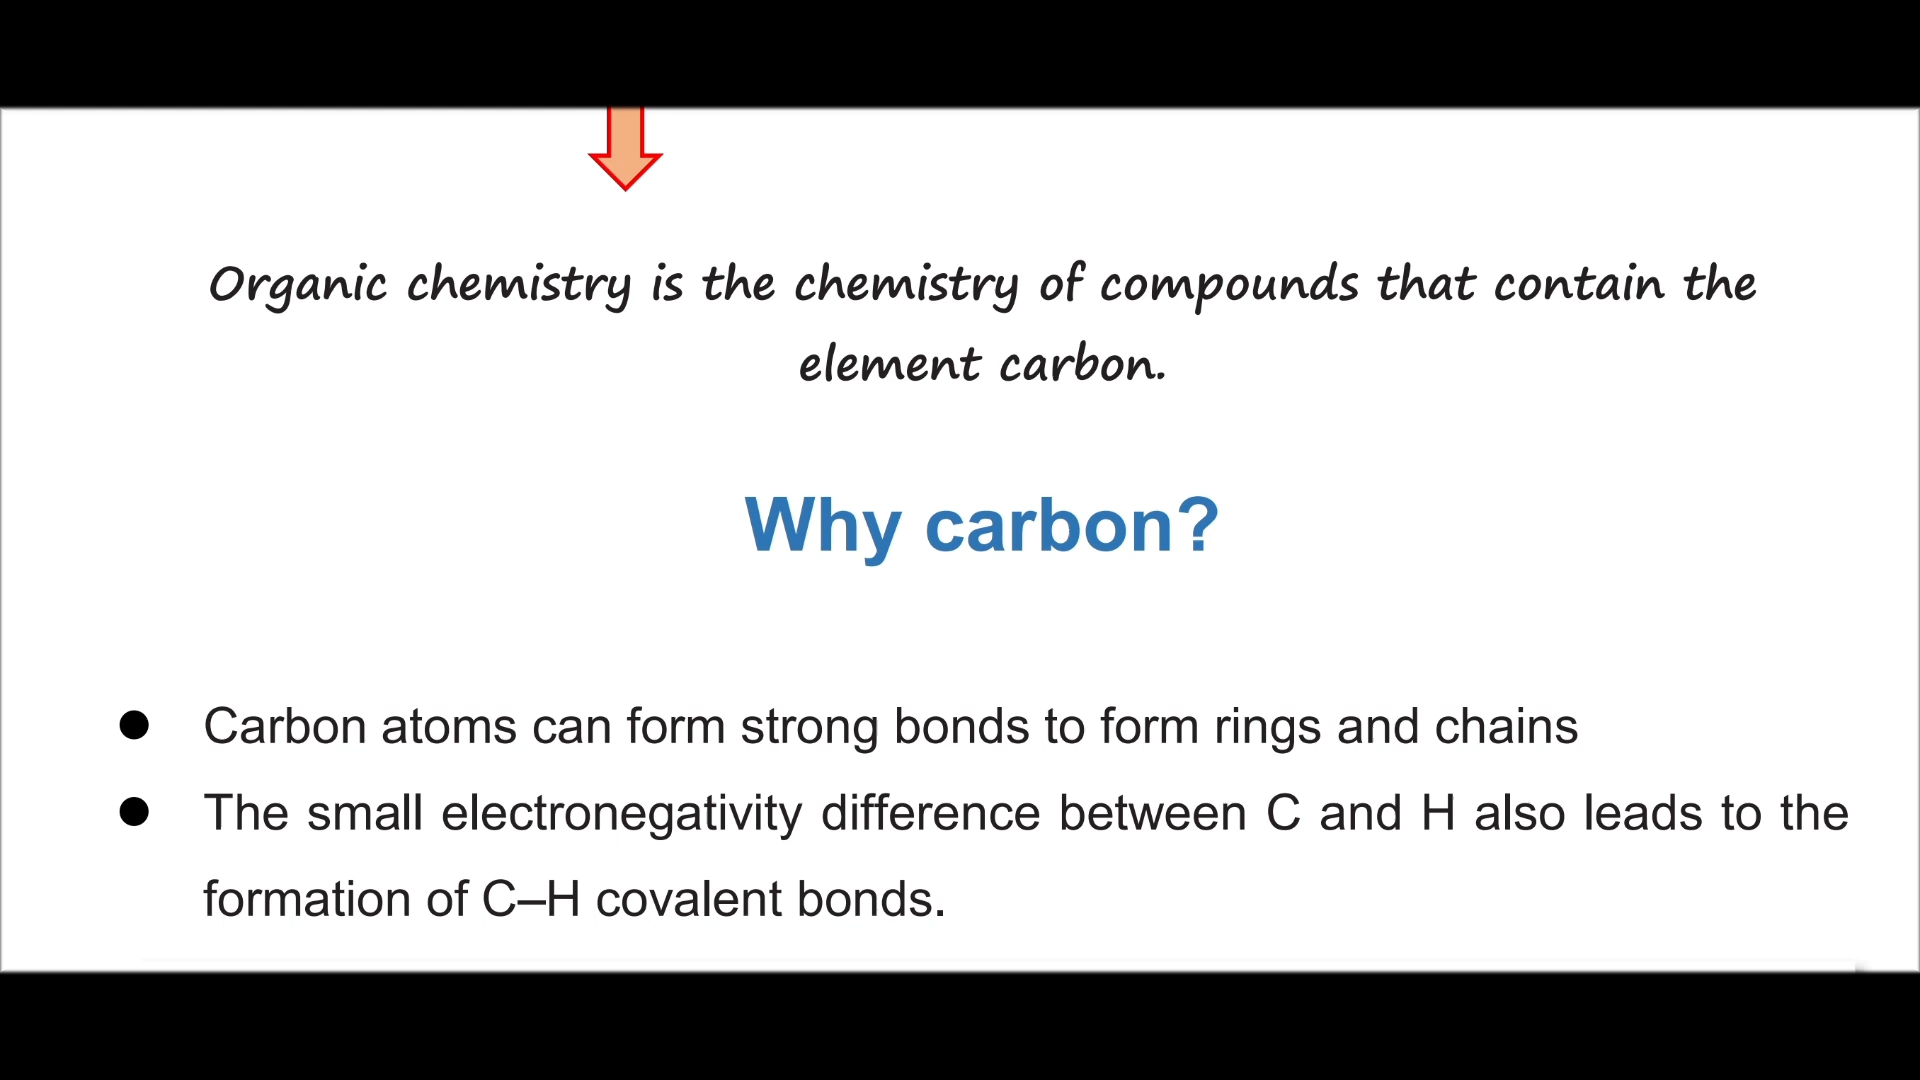 Organic chemistry is the chemistry of compounds that contain the
element carbon.
Why carbon?
● Carbon atoms can form strong bonds to form rings and chains
● The small electronegativity difference between C and H also leads to the
formation of C–H covalent bonds.